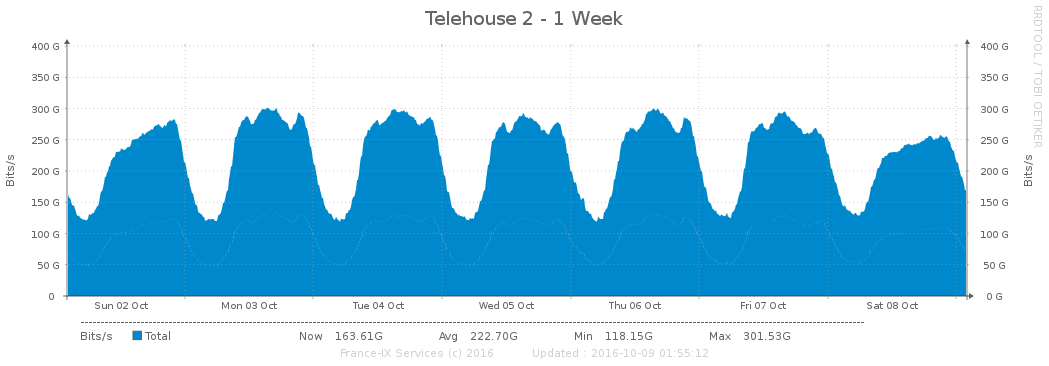 Telehouse 2 - 1 Week
RRDTOOL / TOBI OETIKER
Bits/s
400 G 400 G
350 G 350 G
300 G 300 G
250 G 250 G
200 G 200 G
150 G 150 G
100 G 100 G
50 G 50 G
0 0 G
Bits/s
Sun 02 Oct Mon 03 Oct Tue 04 Oct Wed 05 Oct Thu 06 Oct Fri 07 Oct Sat 08 Oct
Bits/s Total Now 163.61G Avg 222.70G Min 118.15G Max 301.53G
France-IX Services (c) 2016 Updated : 2016-10-09 01:55:12